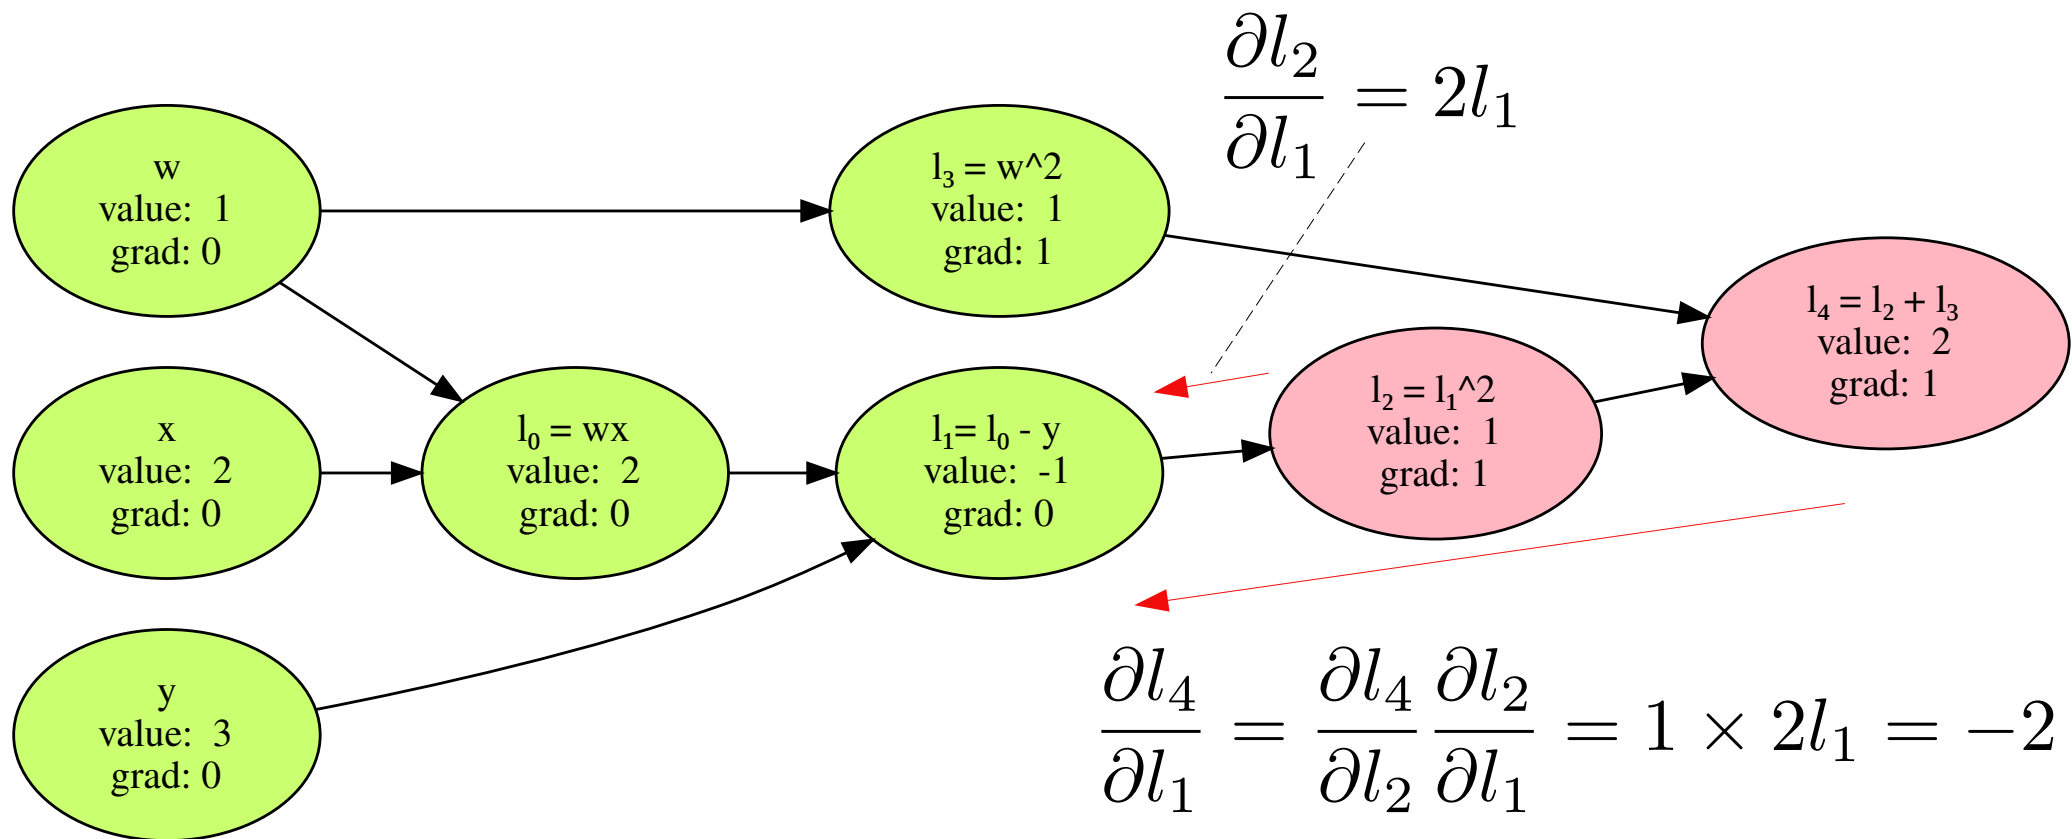 ∂l₂/∂l₁ = 2l₁
w
value: 1
grad: 0
l₃ = w^2
value: 1
grad: 1
l₄ = l₂ + l₃
value: 2
grad: 1
x
value: 2
grad: 0
l₀ = wx
value: 2
grad: 0
l₁= l₀ - y
value: -1
grad: 0
l₂ = l₁^2
value: 1
grad: 1
y
value: 3
grad: 0
∂l₄/∂l₁ = ∂l₄/∂l₂ ∂l₂/∂l₁ = 1 × 2l₁ = −2